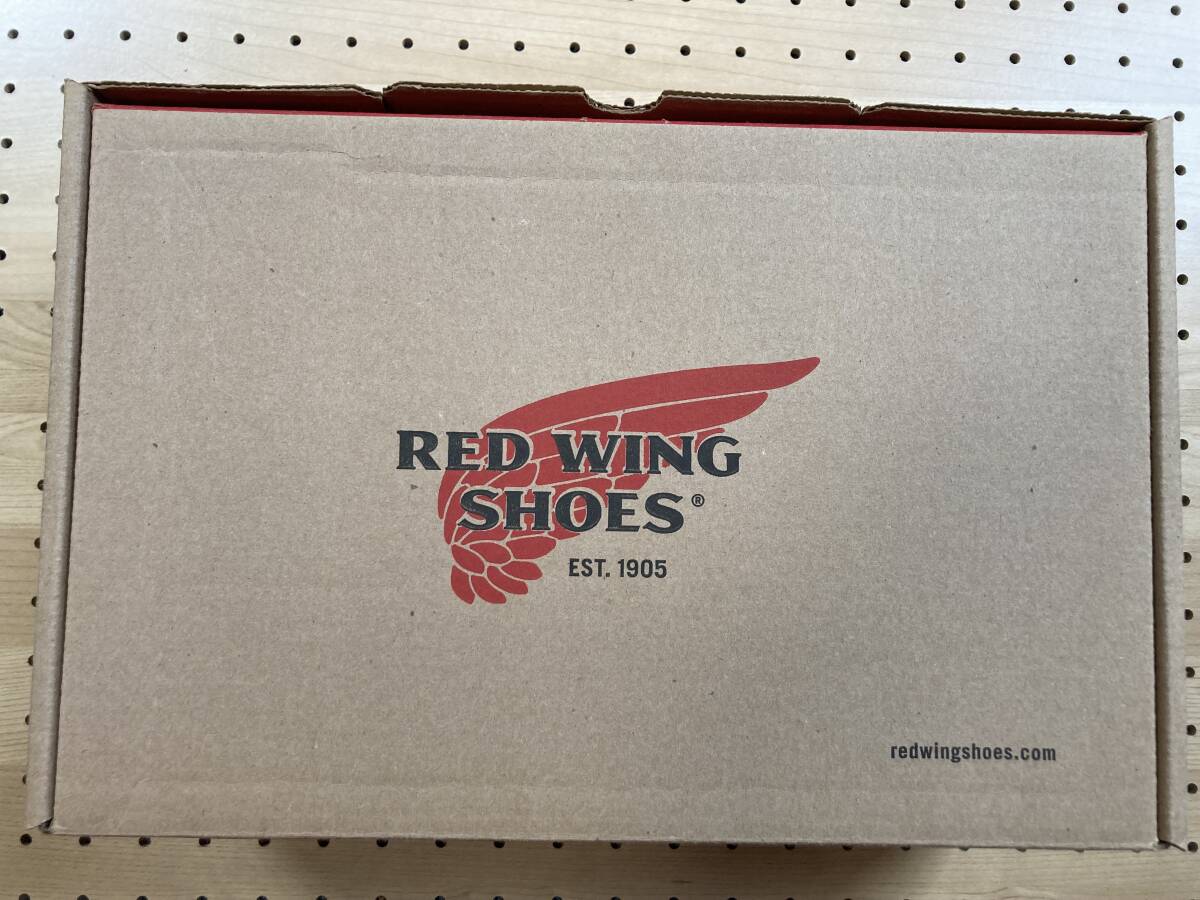 RED WING
SHOES®
EST. 1905
redwingshoes.com